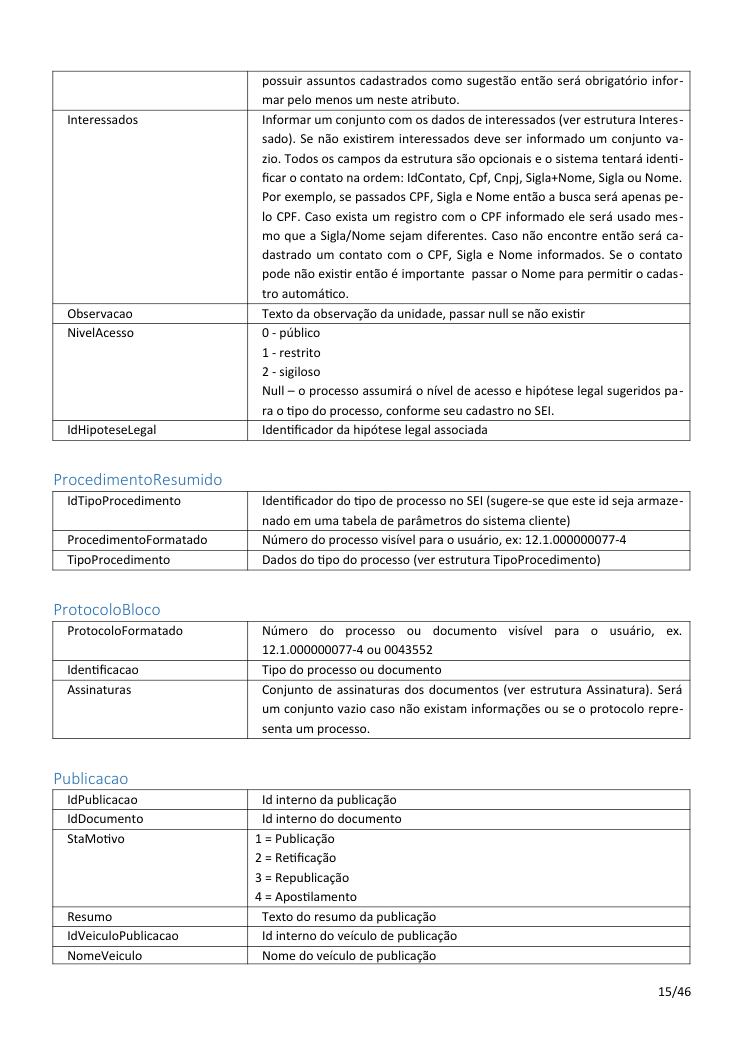 possuir assuntos cadastrados como sugestão então será obrigatório infor-
mar pelo menos um neste atributo.
Interessados
Informar um conjunto com os dados de interessados (ver estrutura Interes-
sado). Se não existirem interessados deve ser informado um conjunto va-
zio. Todos os campos da estrutura são opcionais e o sistema tentará identi-
ficar o contato na ordem: IdContato, Cpf, Cnpj, Sigla+Nome, Sigla ou Nome.
Por exemplo, se passados CPF, Sigla e Nome então a busca será apenas pe-
lo CPF. Caso exista um registro com o CPF informado ele será usado mes-
mo que a Sigla/Nome sejam diferentes. Caso não encontre então será ca-
dastrado um contato com o CPF, Sigla e Nome informados. Se o contato
pode não existir então é importante  passar o Nome para permitir o cadas-
tro automático.
Observacao
Texto da observação da unidade, passar null se não existir
NivelAcesso
0 - público
1 - restrito
2 - sigiloso
Null – o processo assumirá o nível de acesso e hipótese legal sugeridos pa-
ra o tipo do processo, conforme seu cadastro no SEI.
IdHipoteseLegal
Identificador da hipótese legal associada
ProcedimentoResumido
IdTipoProcedimento
Identificador do tipo de processo no SEI (sugere-se que este id seja armaze-
nado em uma tabela de parâmetros do sistema cliente)
ProcedimentoFormatado
Número do processo visível para o usuário, ex: 12.1.000000077-4
TipoProcedimento
Dados do tipo do processo (ver estrutura TipoProcedimento)
ProtocoloBloco
ProtocoloFormatado
Número do processo ou documento visível para o usuário, ex.
12.1.000000077-4 ou 0043552
Identificacao
Tipo do processo ou documento
Assinaturas
Conjunto de assinaturas dos documentos (ver estrutura Assinatura). Será
um conjunto vazio caso não existam informações ou se o protocolo repre-
senta um processo.
Publicacao
IdPublicacao
Id interno da publicação
IdDocumento
Id interno do documento
StaMotivo
1 = Publicação
2 = Retificação
3 = Republicação
4 = Apostilamento
Resumo
Texto do resumo da publicação
IdVeiculoPublicacao
Id interno do veículo de publicação
NomeVeiculo
Nome do veículo de publicação
15/46